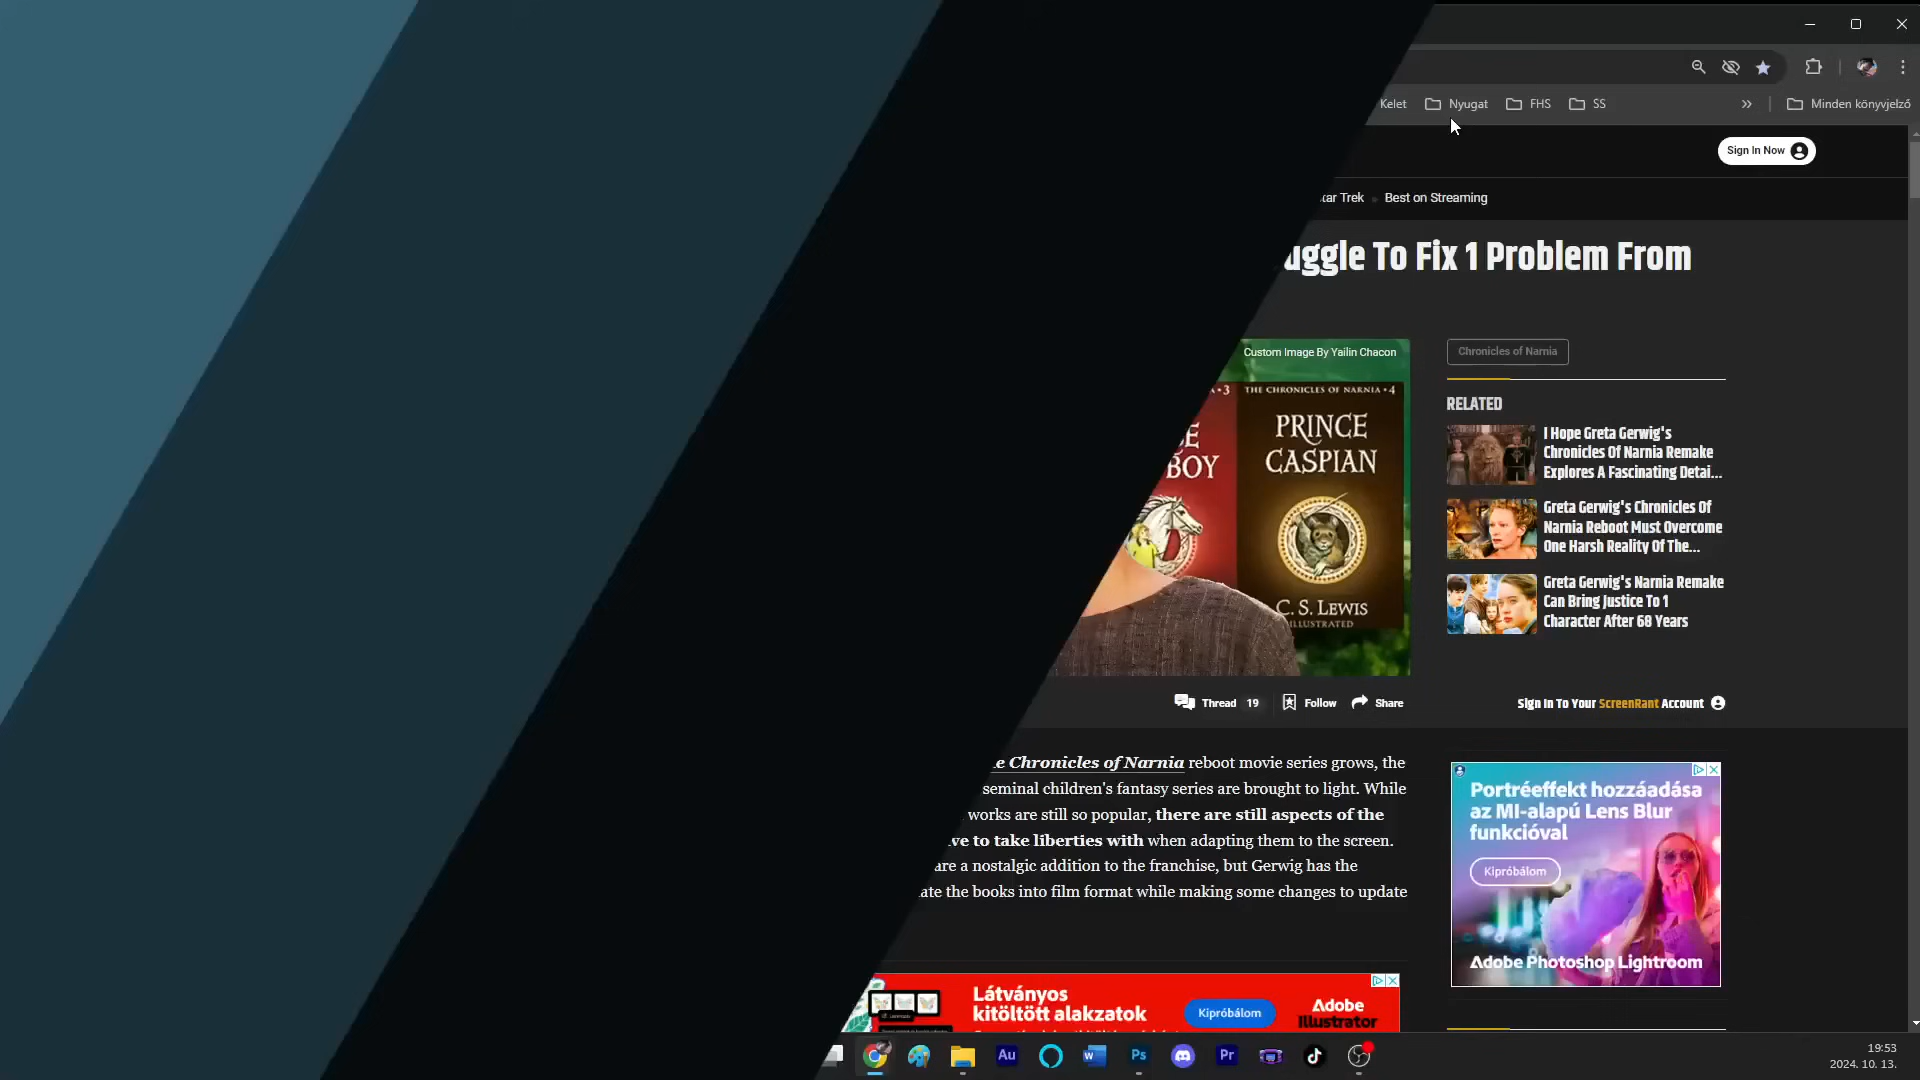 Kelet
Nyugat
FHS
SS
»
Minden könyvjelző
Sign In Now
Star Trek
Best on Streaming
uggle To Fix 1 Problem From
Custom Image By Yailin Chacon
A • 3
THE CHRONICLES OF NARNIA • 4
E
BOY
PRINCE
CASPIAN
C. S. LEWIS
ILLUSTRATED
Chronicles of Narnia
RELATED
I Hope Greta Gerwig's
Chronicles Of Narnia Remake
Explores A Fascinating Detai...
Greta Gerwig's Chronicles Of
Narnia Reboot Must Overcome
One Harsh Reality Of The...
Greta Gerwig's Narnia Remake
Can Bring Justice To 1
Character After 68 Years
Thread 19
Follow
Share
Sign In To Your ScreenRant Account
e Chronicles of Narnia reboot movie series grows, the
seminal children's fantasy series are brought to light. While
works are still so popular, there are still aspects of the
ve to take liberties with when adapting them to the screen.
are a nostalgic addition to the franchise, but Gerwig has the
ate the books into film format while making some changes to update
Portréeffekt hozzáadása
az MI-alapú Lens Blur
funkcióval
Kipróbálom
Adobe Photoshop Lightroom
Látványos
kitöltött alakzatok
Kipróbálom
Adobe
Illustrator
Au
W
Ps
Pr
19:53
2024. 10. 13.